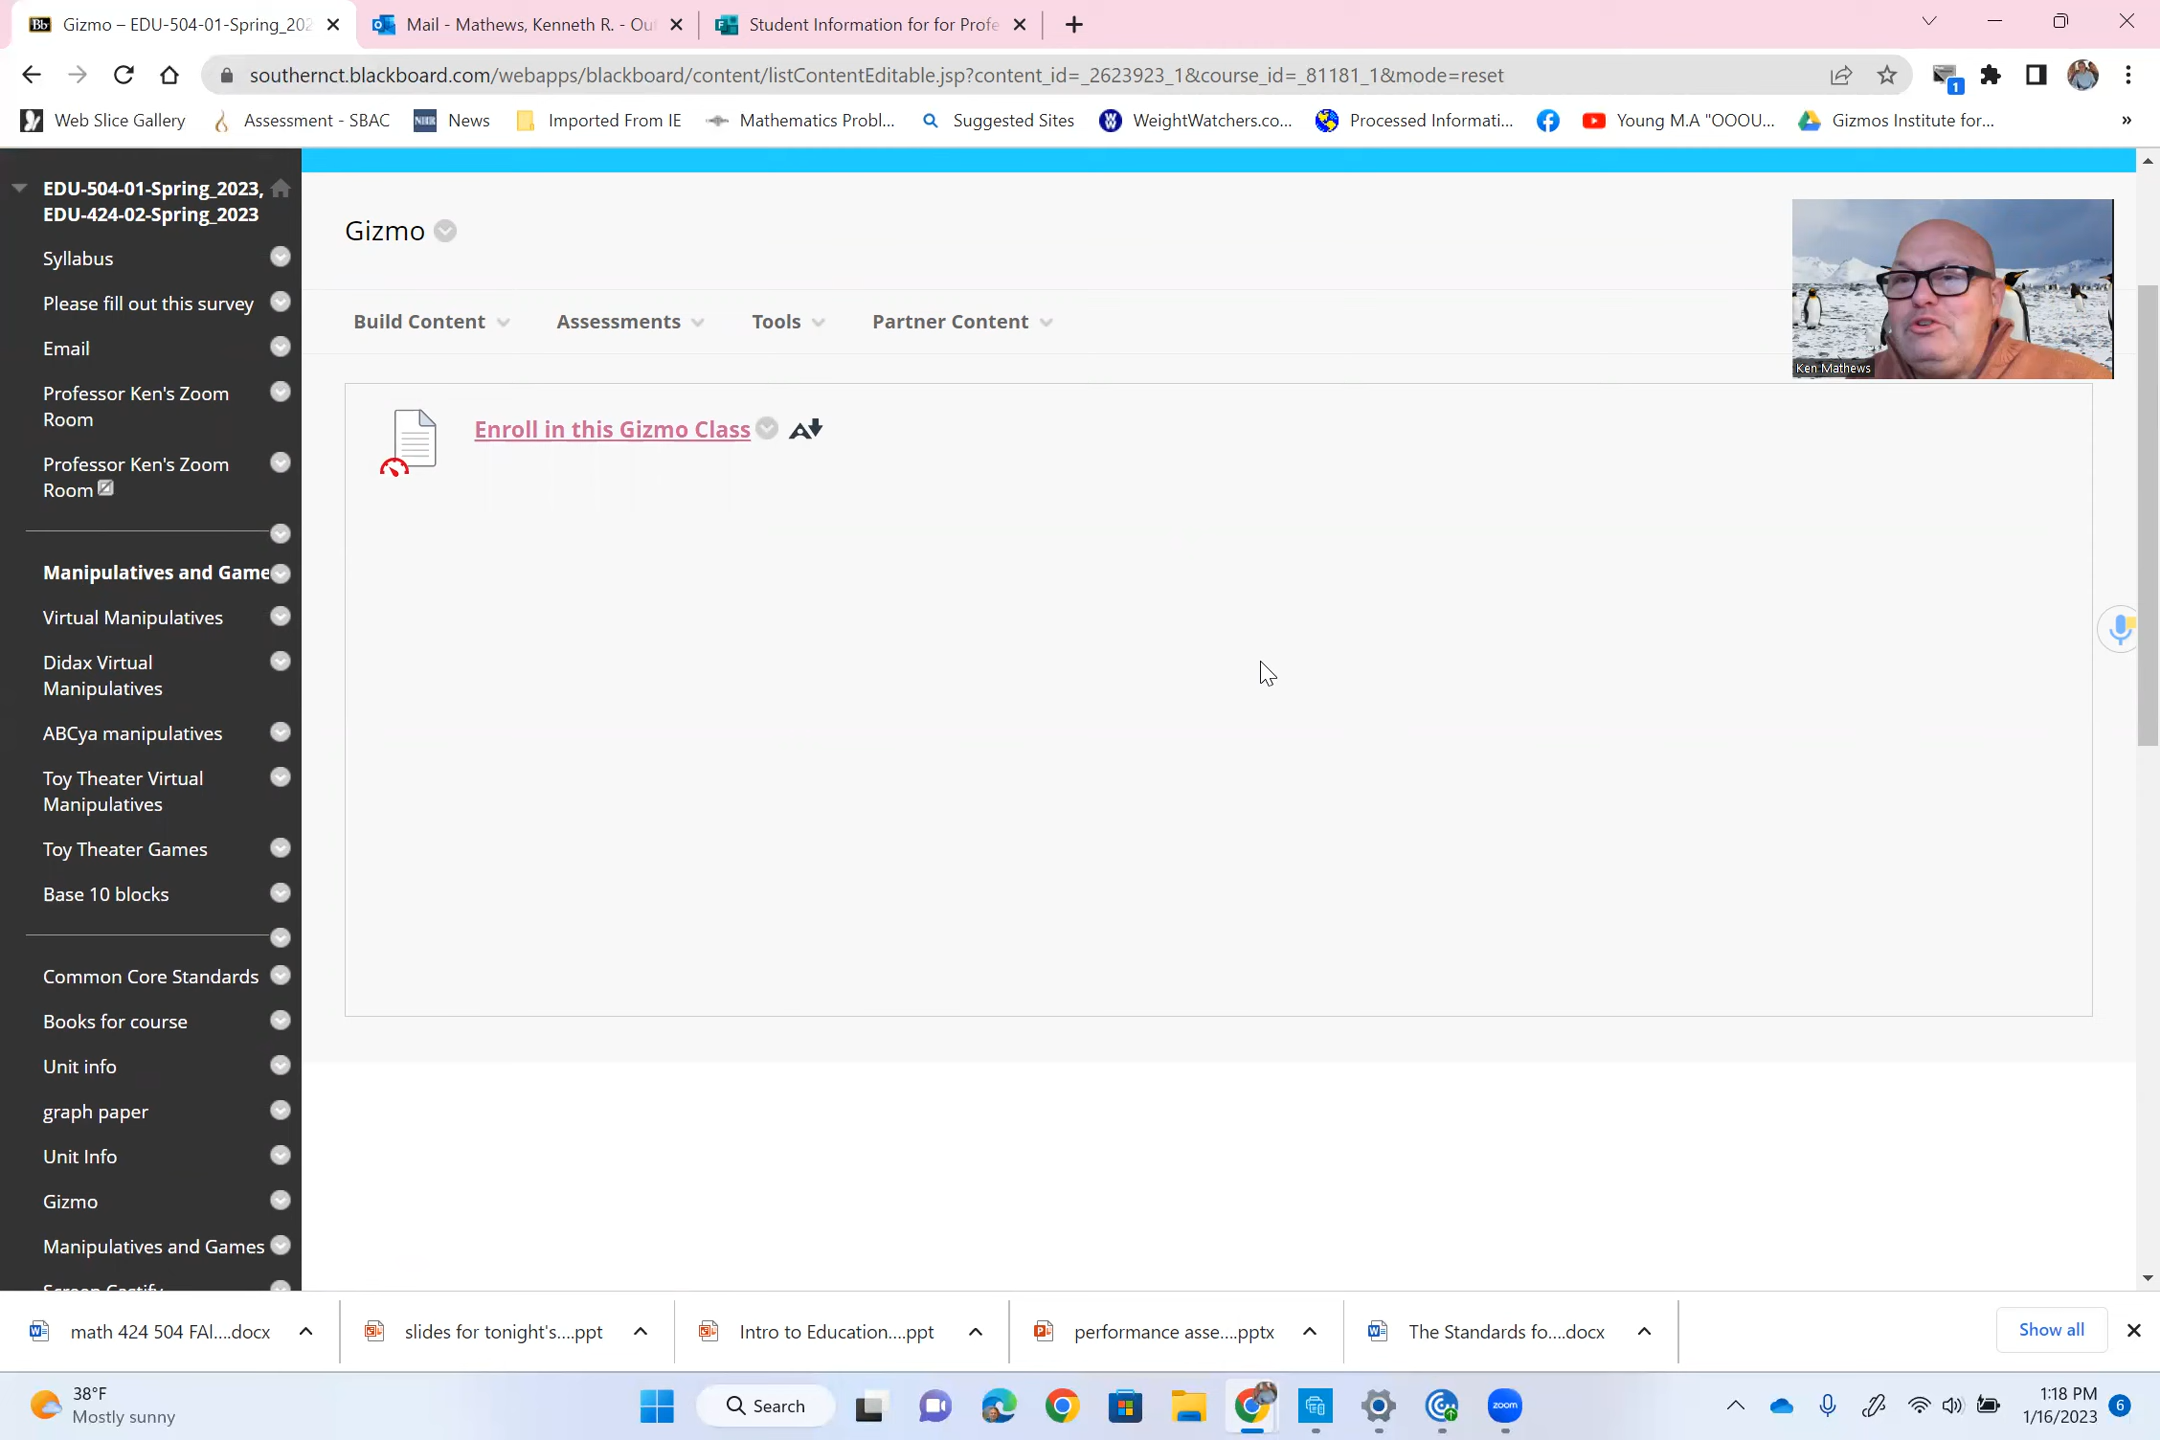 Gizmo – EDU-504-01-Spring_202
Mail - Mathews, Kenneth R. - Ou
Student Information for for Profe
southernct.blackboard.com/webapps/blackboard/content/listContentEditable.jsp?content_id=_2623923_1&course_id=_81181_1&mode=reset
1
Web Slice Gallery
Assessment - SBAC
News
Imported From IE
Mathematics Probl...
Suggested Sites
WeightWatchers.co...
Processed Informati...
Young M.A "OOOU...
Gizmos Institute for...
»
EDU-504-01-Spring_2023,
EDU-424-02-Spring_2023
Syllabus
Please fill out this survey
Email
Professor Ken's Zoom
Room
Professor Ken's Zoom
Room
Manipulatives and Game
Virtual Manipulatives
Didax Virtual
Manipulatives
ABCya manipulatives
Toy Theater Virtual
Manipulatives
Toy Theater Games
Base 10 blocks
Common Core Standards
Books for course
Unit info
graph paper
Unit Info
Gizmo
Manipulatives and Games
Screen Castify
Gizmo
Build Content
Assessments
Tools
Partner Content
Enroll in this Gizmo Class
Ken Mathews
math 424 504 FAl....docx
slides for tonight's....ppt
Intro to Education....ppt
performance asse....pptx
The Standards fo....docx
Show all
38°F
Mostly sunny
Search
zoom
1:18 PM
1/16/2023
6